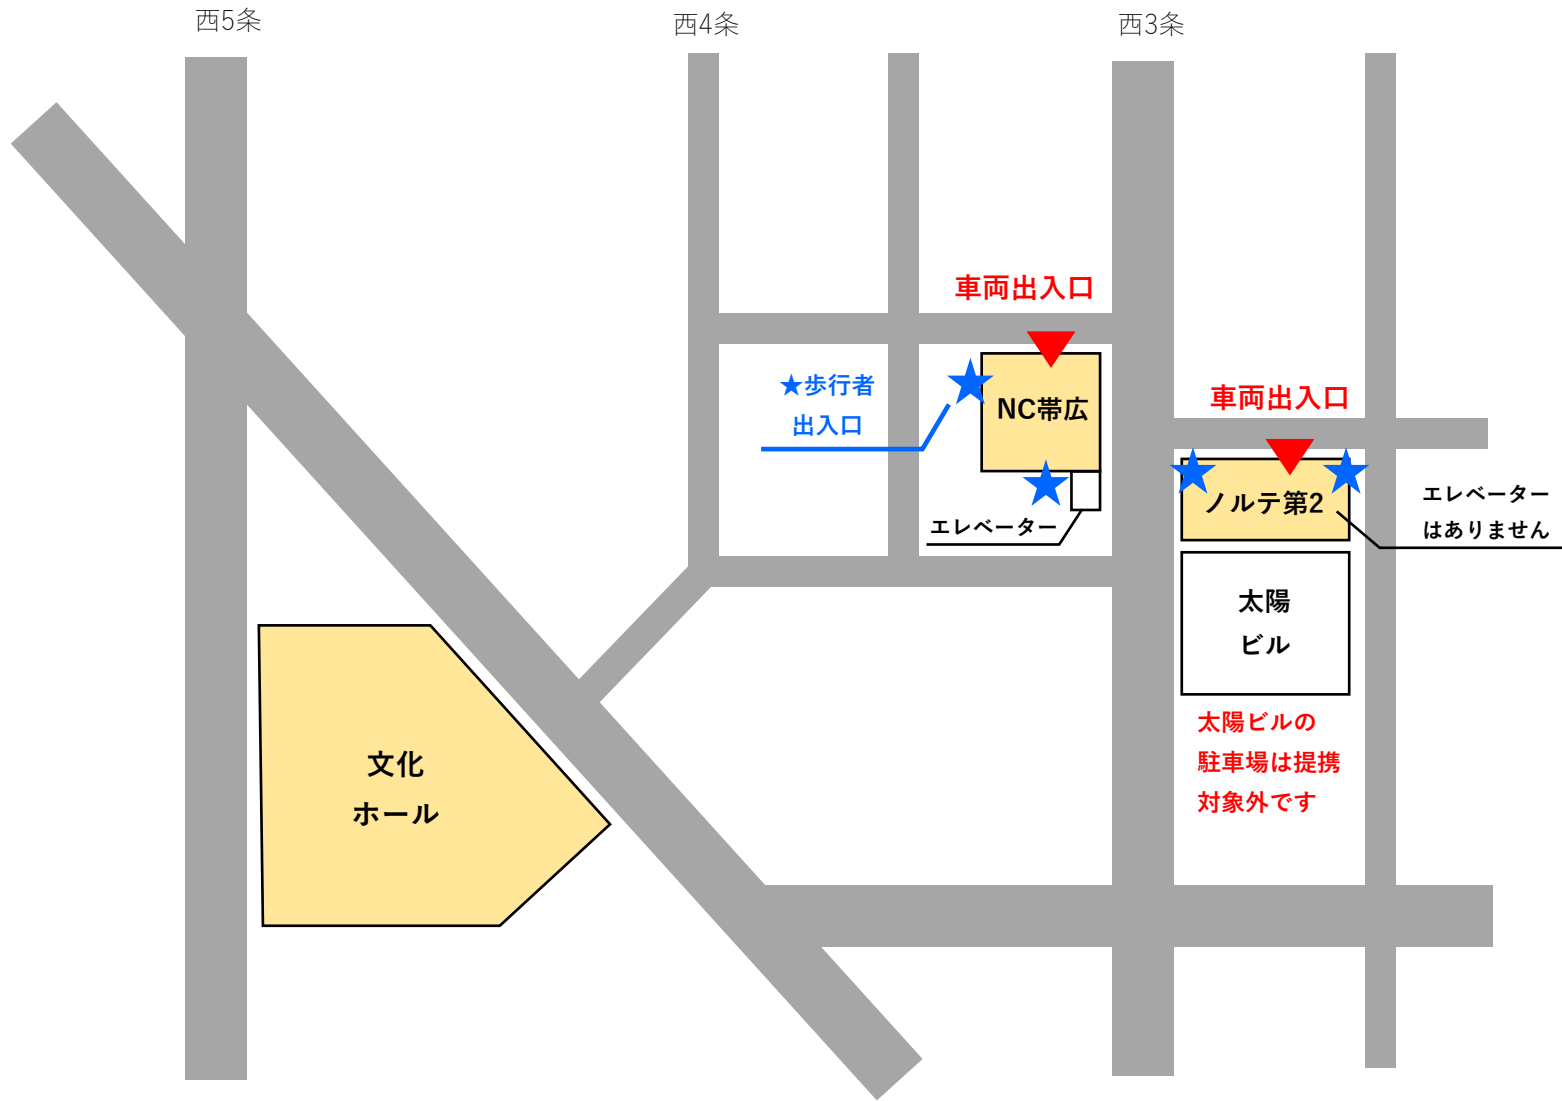 西5条
西4条
西3条
車両出入口
★歩行者
出入口
NC帯広
エレベーター
車両出入口
ノルテ第2
エレベーター
はありません
太陽
ビル
太陽ビルの
駐車場は提携
対象外です
文化
ホール